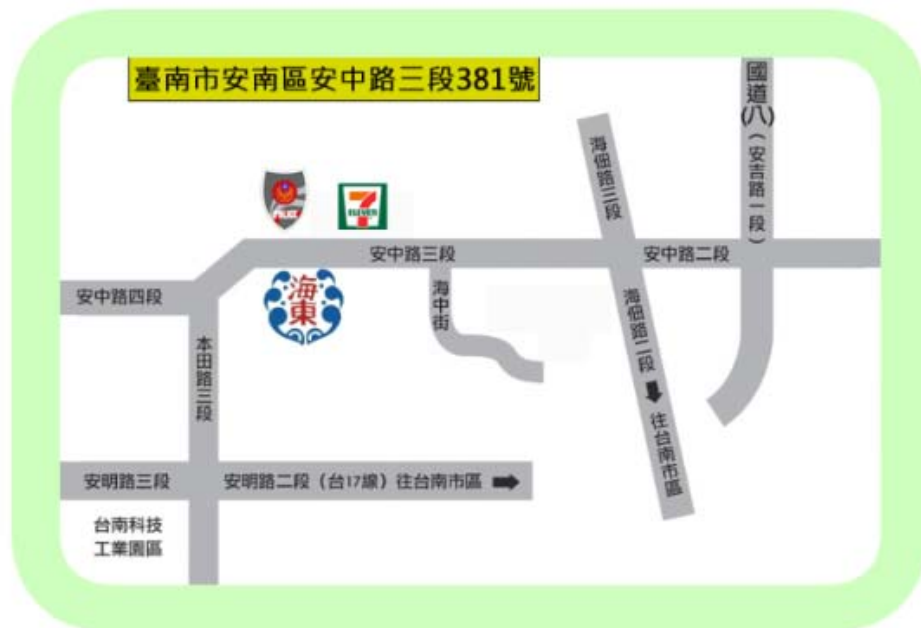 臺南市安南區安中路三段381號
國道(八)(安吉路一段)
海佃路三段
POLICE
7
ELEVEN
安中路三段
安中路二段
海東
安中路四段
海中街
海佃路二段
往台南市區
本田路三段
安明路三段
安明路二段（台17線）往台南市區
台南科技
工業園區